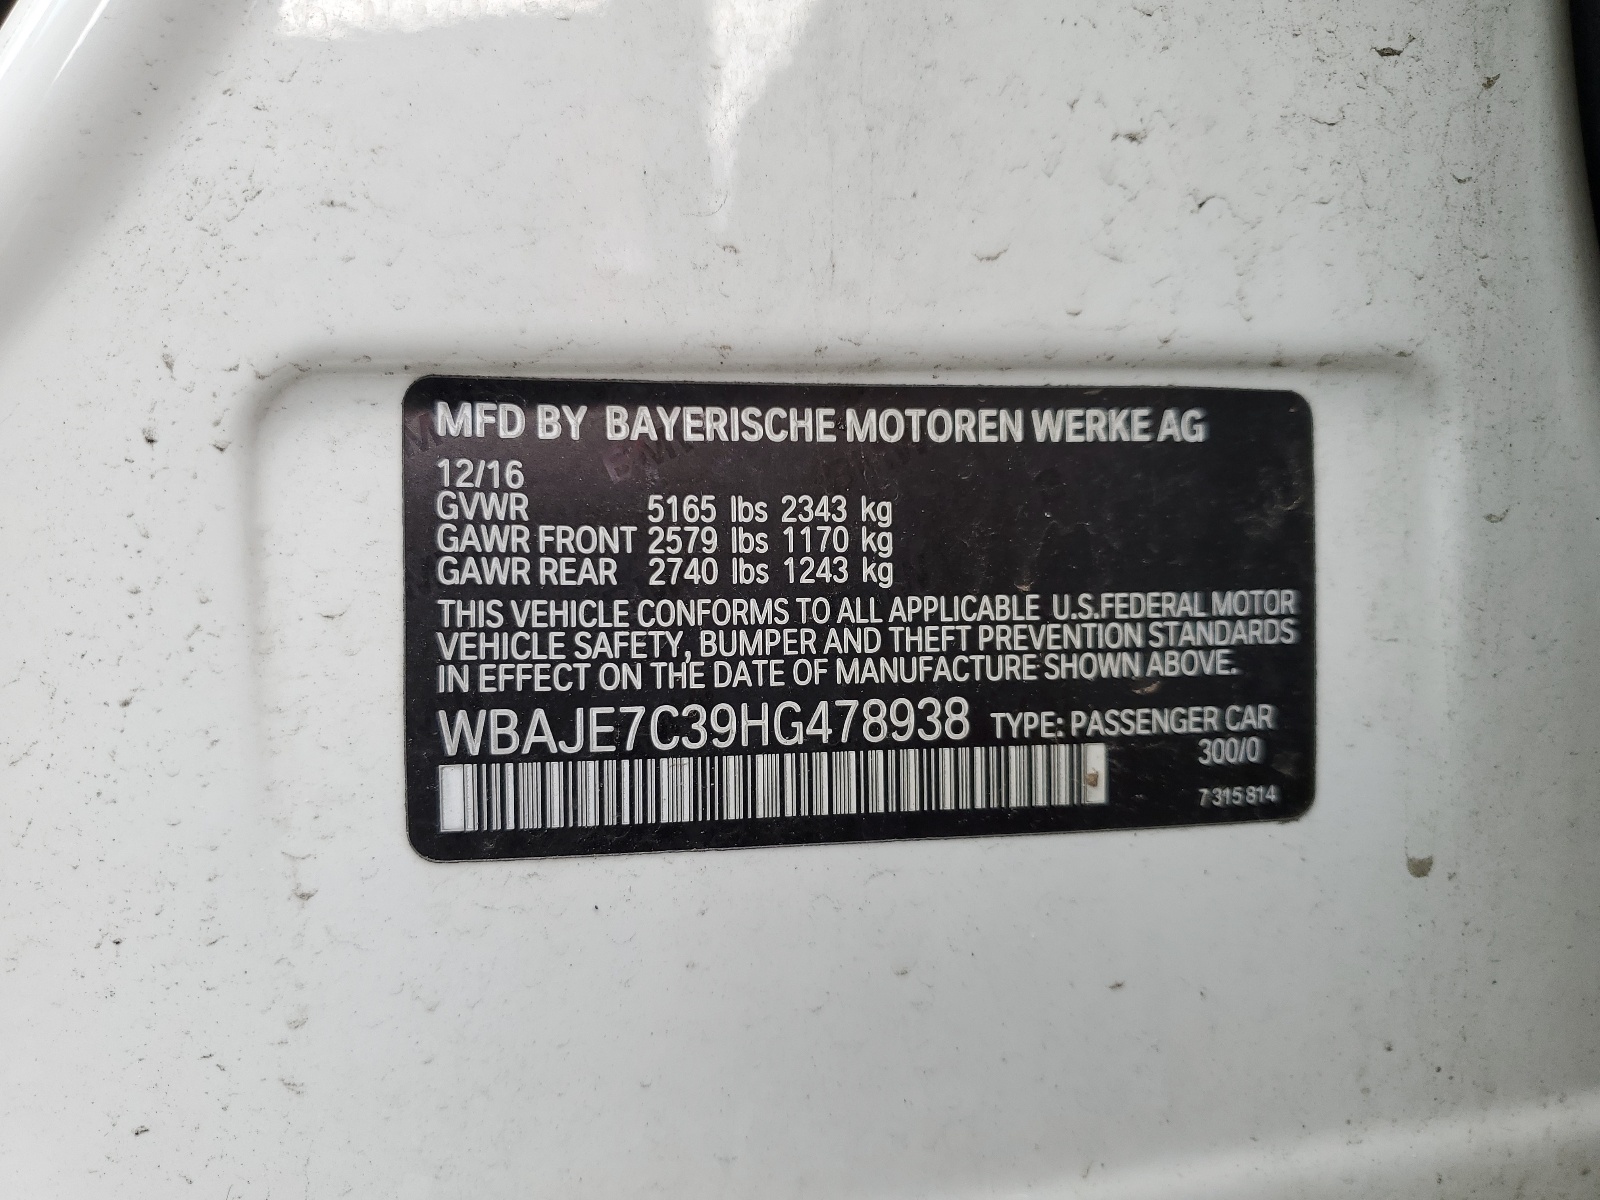 MFD BY BAYERISCHE MOTOREN WERKE AG
12/16
GVWR 5165 lbs 2343 kg
GAWR FRONT 2579 lbs 1170 kg
GAWR REAR 2740 lbs 1243 kg
THIS VEHICLE CONFORMS TO ALL APPLICABLE U.S.FEDERAL MOTOR
VEHICLE SAFETY, BUMPER AND THEFT PREVENTION STANDARDS
IN EFFECT ON THE DATE OF MANUFACTURE SHOWN ABOVE.
WBAJE7C39HG478938 TYPE: PASSENGER CAR
300/0
7 315 814